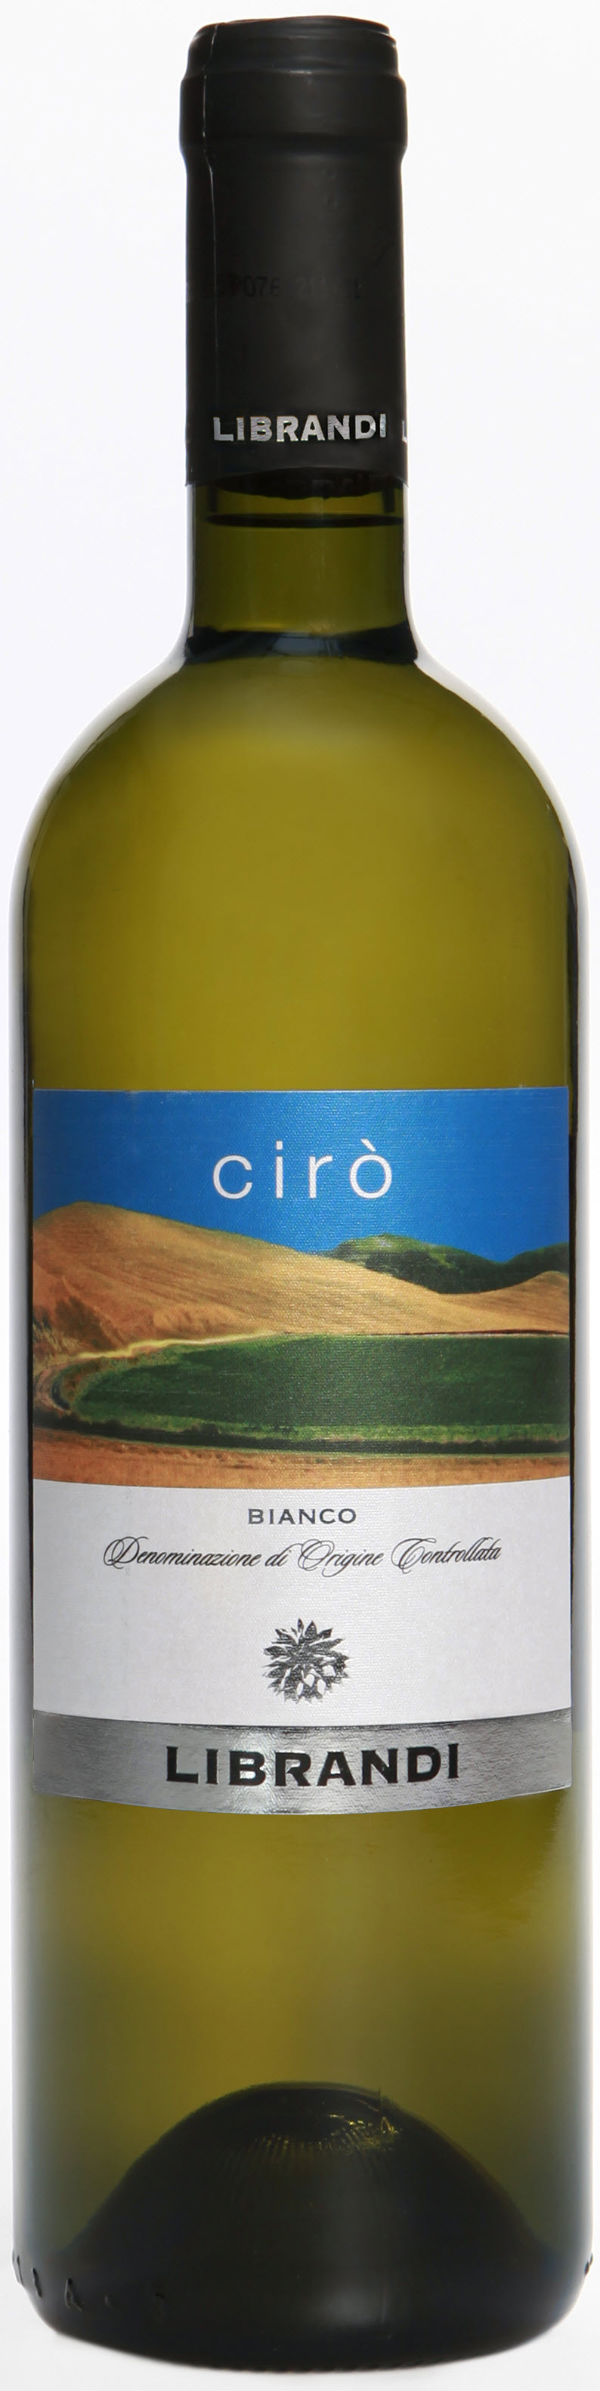 LIBRANDI
cirò
BIANCO
Denominazione di Origine Controllata
LIBRANDI